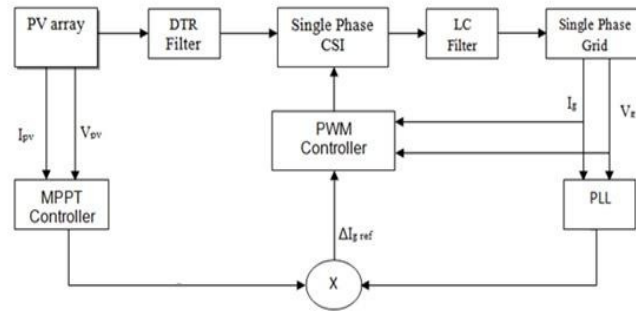 PV array
DTR
Filter
Single Phase
CSI
LC
Filter
Single Phase
Grid
Ipv
Vpv
Ig
PWM
Controller
MPPT
Controller
PLL
ΔIg ref
X